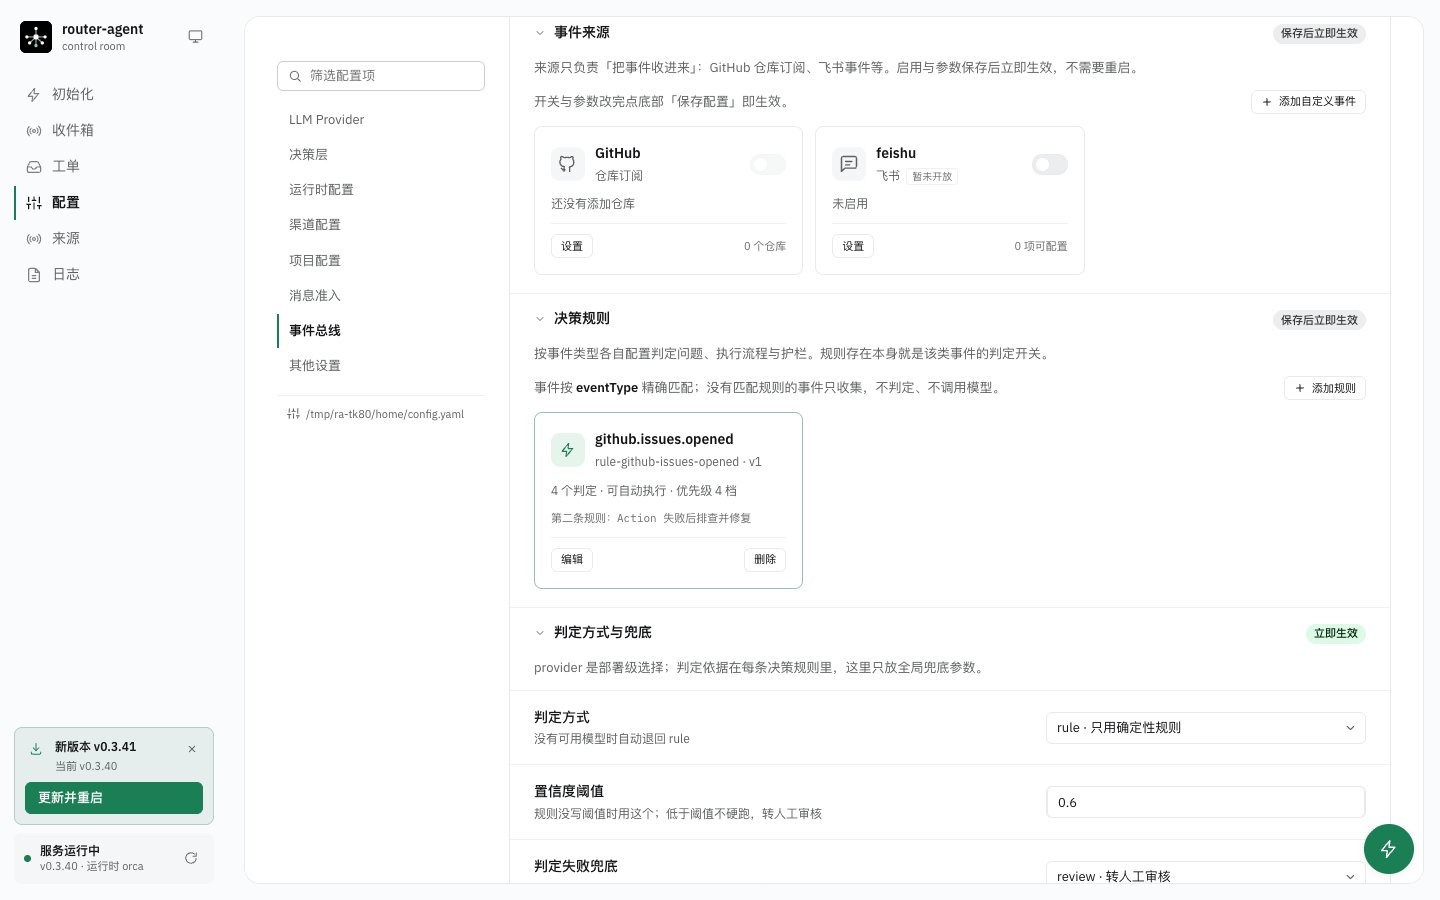 router-agent
control room
初始化
收件箱
工单
配置
来源
日志
新版本 v0.3.41
当前 v0.3.40
更新并重启
服务运行中
v0.3.40 · 运行时 orca
筛选配置项
LLM Provider
决策层
运行时配置
渠道配置
项目配置
消息准入
事件总线
其他设置
/tmp/ra-tk80/home/config.yaml
事件来源
保存后立即生效
来源只负责「把事件收进来」：GitHub 仓库订阅、飞书事件等。启用与参数保存后立即生效，不需要重启。
开关与参数改完点底部「保存配置」即生效。
添加自定义事件
GitHub
仓库订阅
还没有添加仓库
设置
0 个仓库
feishu
飞书 暂未开放
未启用
设置
0 项可配置
决策规则
保存后立即生效
按事件类型各自配置判定问题、执行流程与护栏。规则存在本身就是该类事件的判定开关。
事件按 eventType 精确匹配；没有匹配规则的事件只收集，不判定、不调用模型。
添加规则
github.issues.opened
rule-github-issues-opened · v1
4 个判定 · 可自动执行 · 优先级 4 档
第二条规则：Action 失败后排查并修复
编辑
删除
判定方式与兜底
立即生效
provider 是部署级选择；判定依据在每条决策规则里，这里只放全局兜底参数。
判定方式
没有可用模型时自动退回 rule
rule · 只用确定性规则
置信度阈值
规则没写阈值时用这个；低于阈值不硬跑，转人工审核
0.6
判定失败兜底
review · 转人工审核